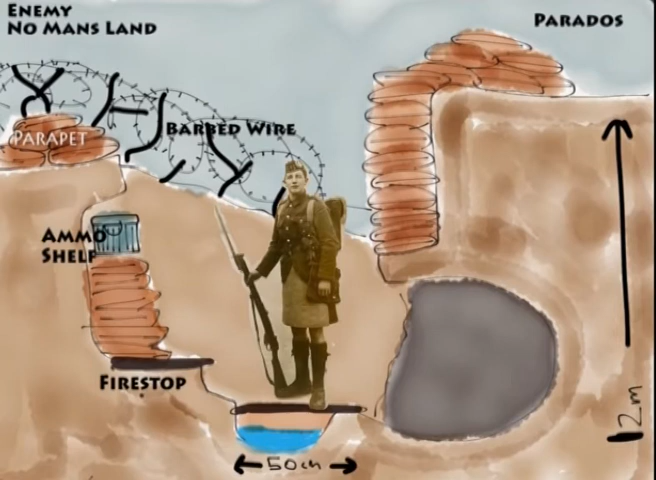 ENEMY
NO MANS LAND
PARADOS
PARAPET
BARBED WIRE
AMMO
SHELF
FIRESTOP
50cm
2m